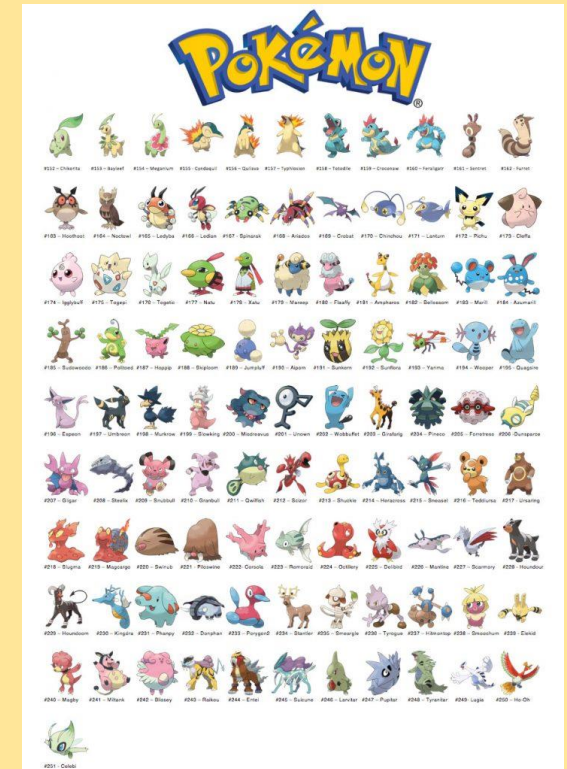 POKéMON
®
#152 – Chikorita #153 – Bayleef #154 – Meganium #155 – Cyndaquil #156 – Quilava #157 – Typhlosion #158 – Totodile #159 – Croconaw #160 – Feraligatr #161 – Sentret #162 – Furret
#163 – Hoothoot #164 – Noctowl #165 – Ledyba #166 – Ledian #167 – Spinarak #168 – Ariados #169 – Crobat #170 – Chinchou #171 – Lanturn #172 – Pichu #173 – Cleffa
#174 – Igglybuff #175 – Togepi #176 – Togetic #177 – Natu #178 – Xatu #179 – Mareep #180 – Flaaffy #181 – Ampharos #182 – Bellossom #183 – Marill #184 – Azumarill
#185 – Sudowoodo #186 – Politoed #187 – Hoppip #188 – Skiploom #189 – Jumpluff #190 – Aipom #191 – Sunkern #192 – Sunflora #193 – Yanma #194 – Wooper #195 – Quagsire
#196 – Espeon #197 – Umbreon #198 – Murkrow #199 – Slowking #200 – Misdreavus #201 – Unown #202 – Wobbuffet #203 – Girafarig #204 – Pineco #205 – Forretress #206 – Dunsparce
#207 – Gligar #208 – Steelix #209 – Snubbull #210 – Granbull #211 – Qwilfish #212 – Scizor #213 – Shuckle #214 – Heracross #215 – Sneasel #216 – Teddiursa #217 – Ursaring
#218 – Slugma #219 – Magcargo #220 – Swinub #221 – Piloswine #222 – Corsola #223 – Remoraid #224 – Octillery #225 – Delibird #226 – Mantine #227 – Skarmory #228 – Houndour
#229 – Houndoom #230 – Kingdra #231 – Phanpy #232 – Donphan #233 – Porygon2 #234 – Stantler #235 – Smeargle #236 – Tyrogue #237 – Hitmontop #238 – Smoochum #239 – Elekid
#240 – Magby #241 – Miltank #242 – Blissey #243 – Raikou #244 – Entei #245 – Suicune #246 – Larvitar #247 – Pupitar #248 – Tyranitar #249 – Lugia #250 – Ho-Oh
#251 – Celebi